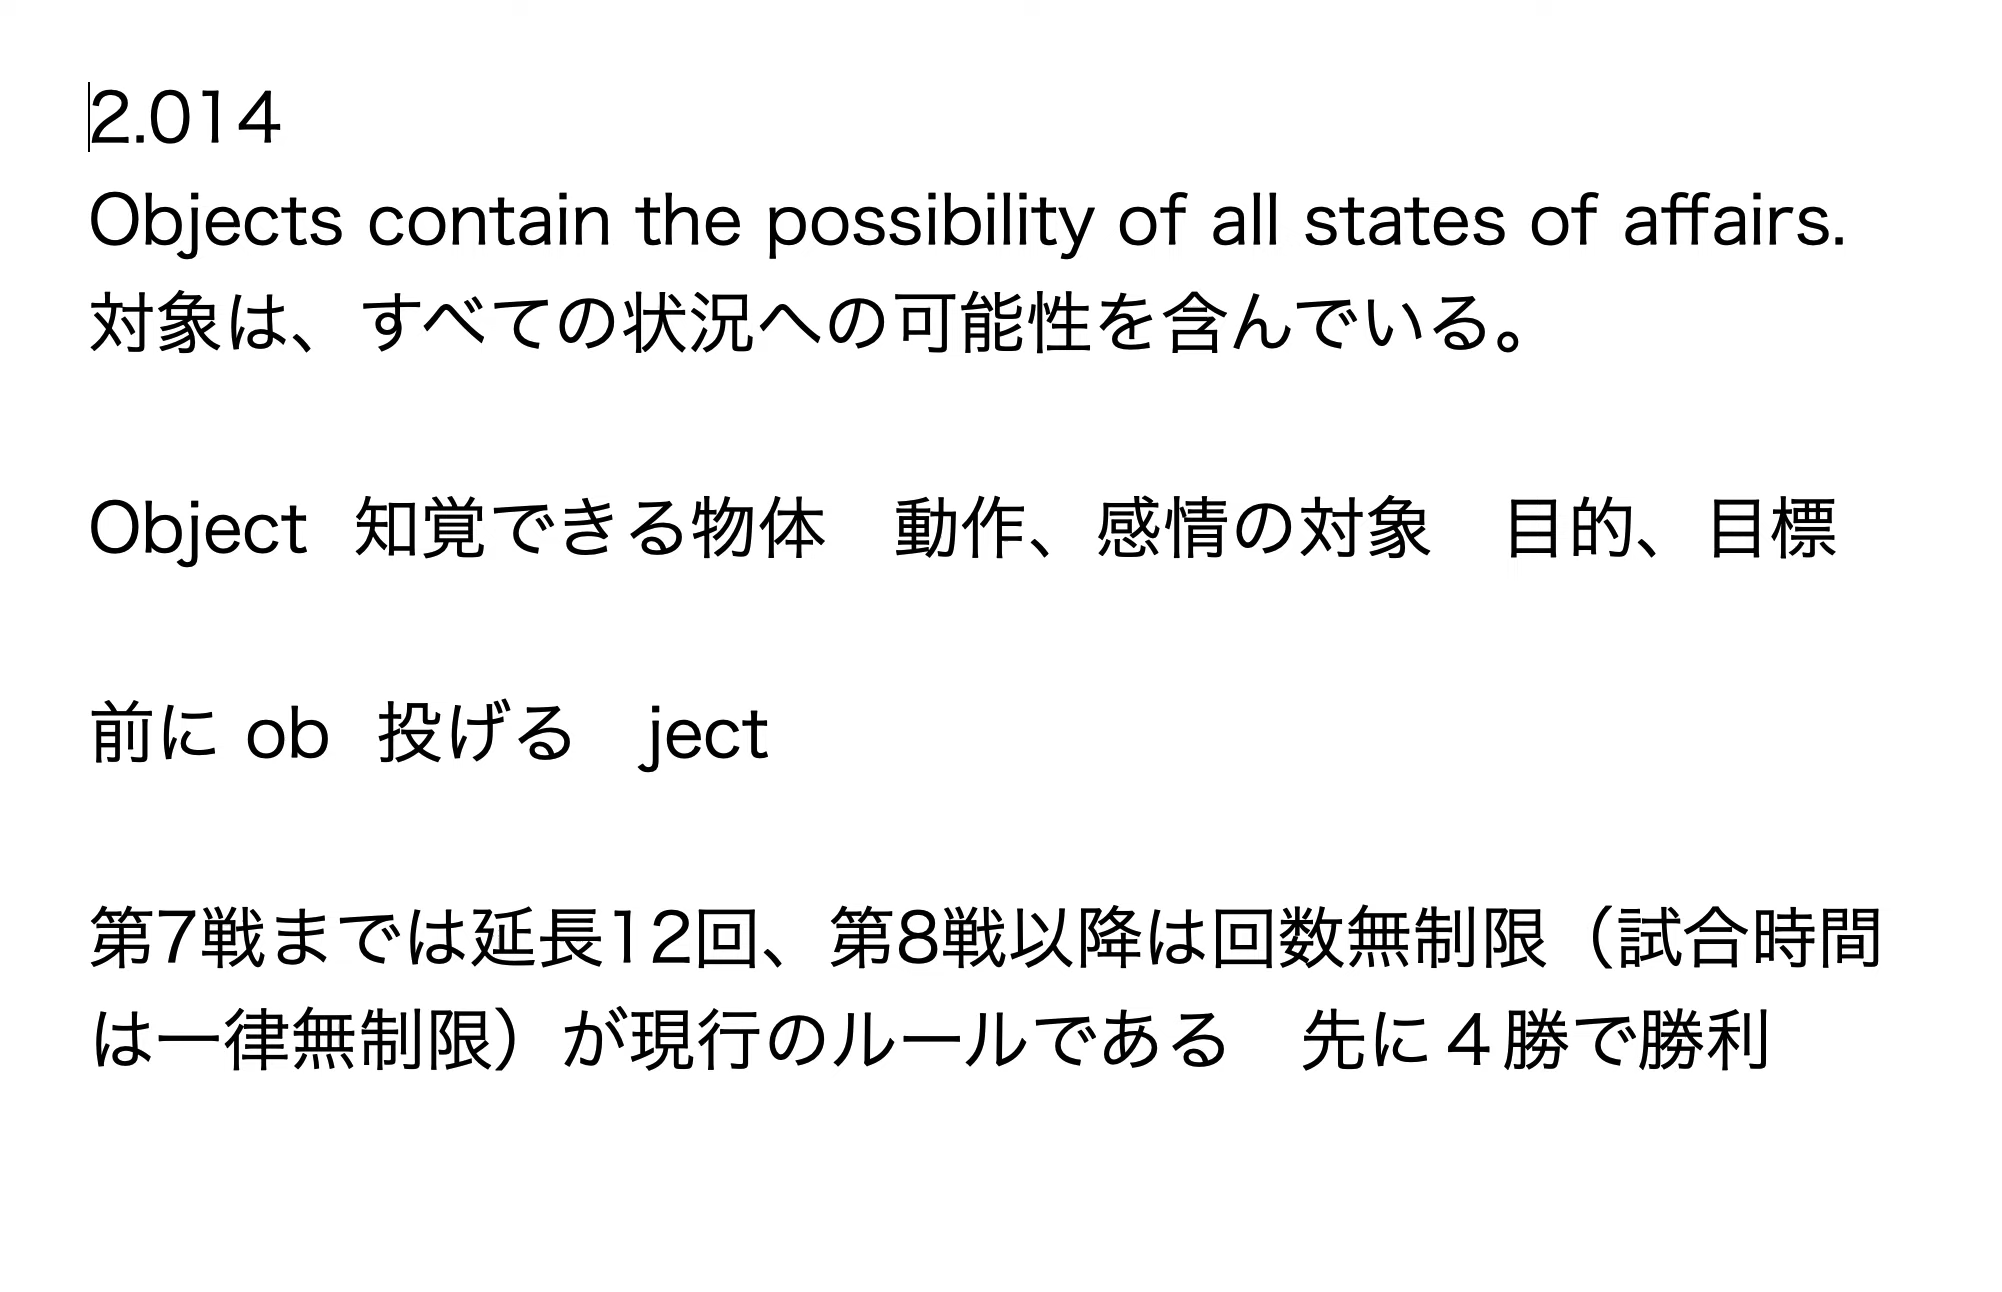 2.014
Objects contain the possibility of all states of affairs.
対象は、すべての状況への可能性を含んでいる。
Object  知覚できる物体　動作、感情の対象　目的、目標
前に ob  投げる　ject
第7戦までは延長12回、第8戦以降は回数無制限（試合時間
は一律無制限）が現行のルールである　先に４勝で勝利